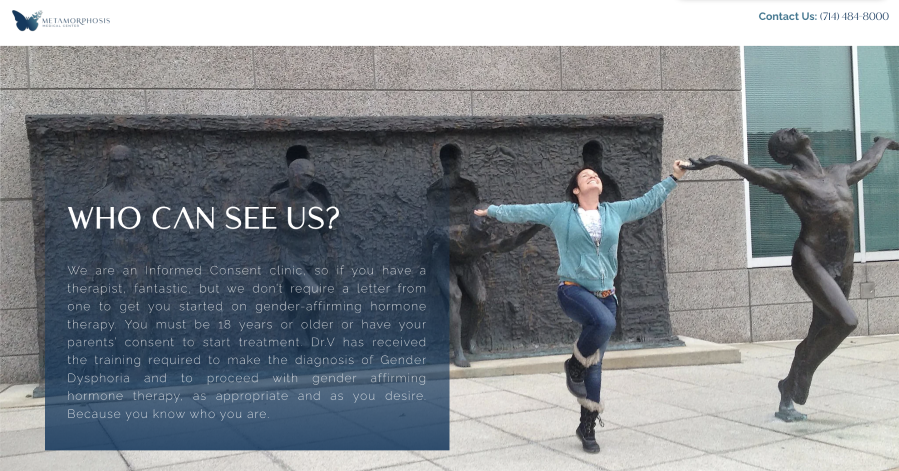 METAMORPHOSIS
MEDICAL CENTER
Contact Us: (714) 484-8000
WHO CAN SEE US?
We are an Informed Consent clinic, so if you have a
therapist, fantastic, but we don't require a letter from
one to get you started on gender-affirming hormone
therapy. You must be 18 years or older or have your
parents' consent to start treatment. Dr.V has received
the training required to make the diagnosis of Gender
Dysphoria and to proceed with gender affirming
hormone therapy, as appropriate and as you desire.
Because you know who you are.